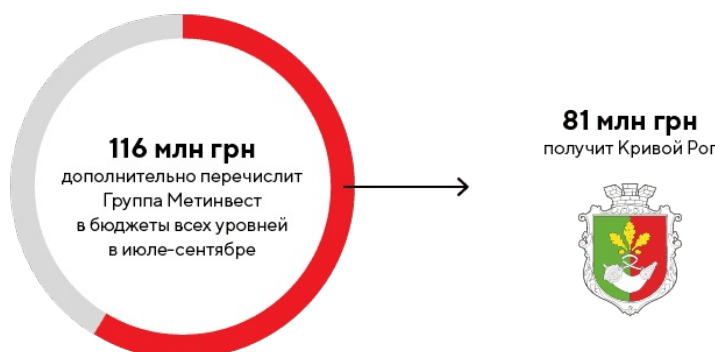 116 млн грн
дополнительно перечислит
Группа Метинвест
в бюджеты всех уровней
в июле-сентябре
81 млн грн
получит Кривой Рог